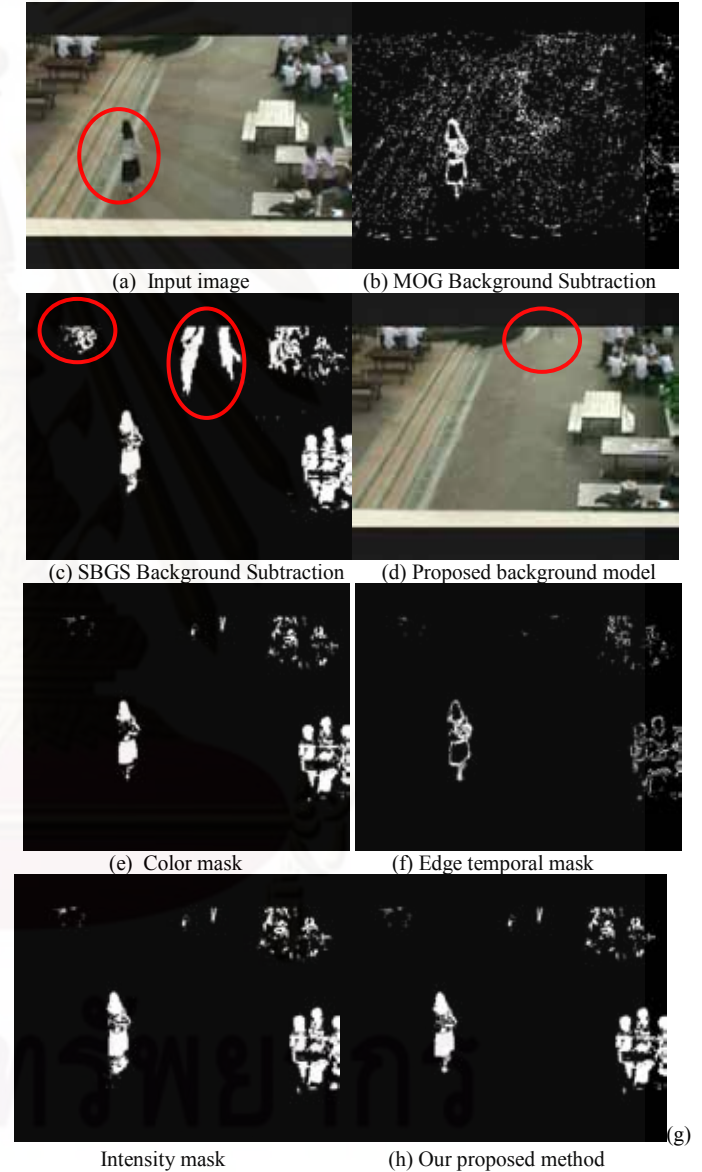 (a) Input image (b) MOG Background Subtraction
(c) SBGS Background Subtraction (d) Proposed background model
(e) Color mask (f) Edge temporal mask
(g)
Intensity mask (h) Our proposed method